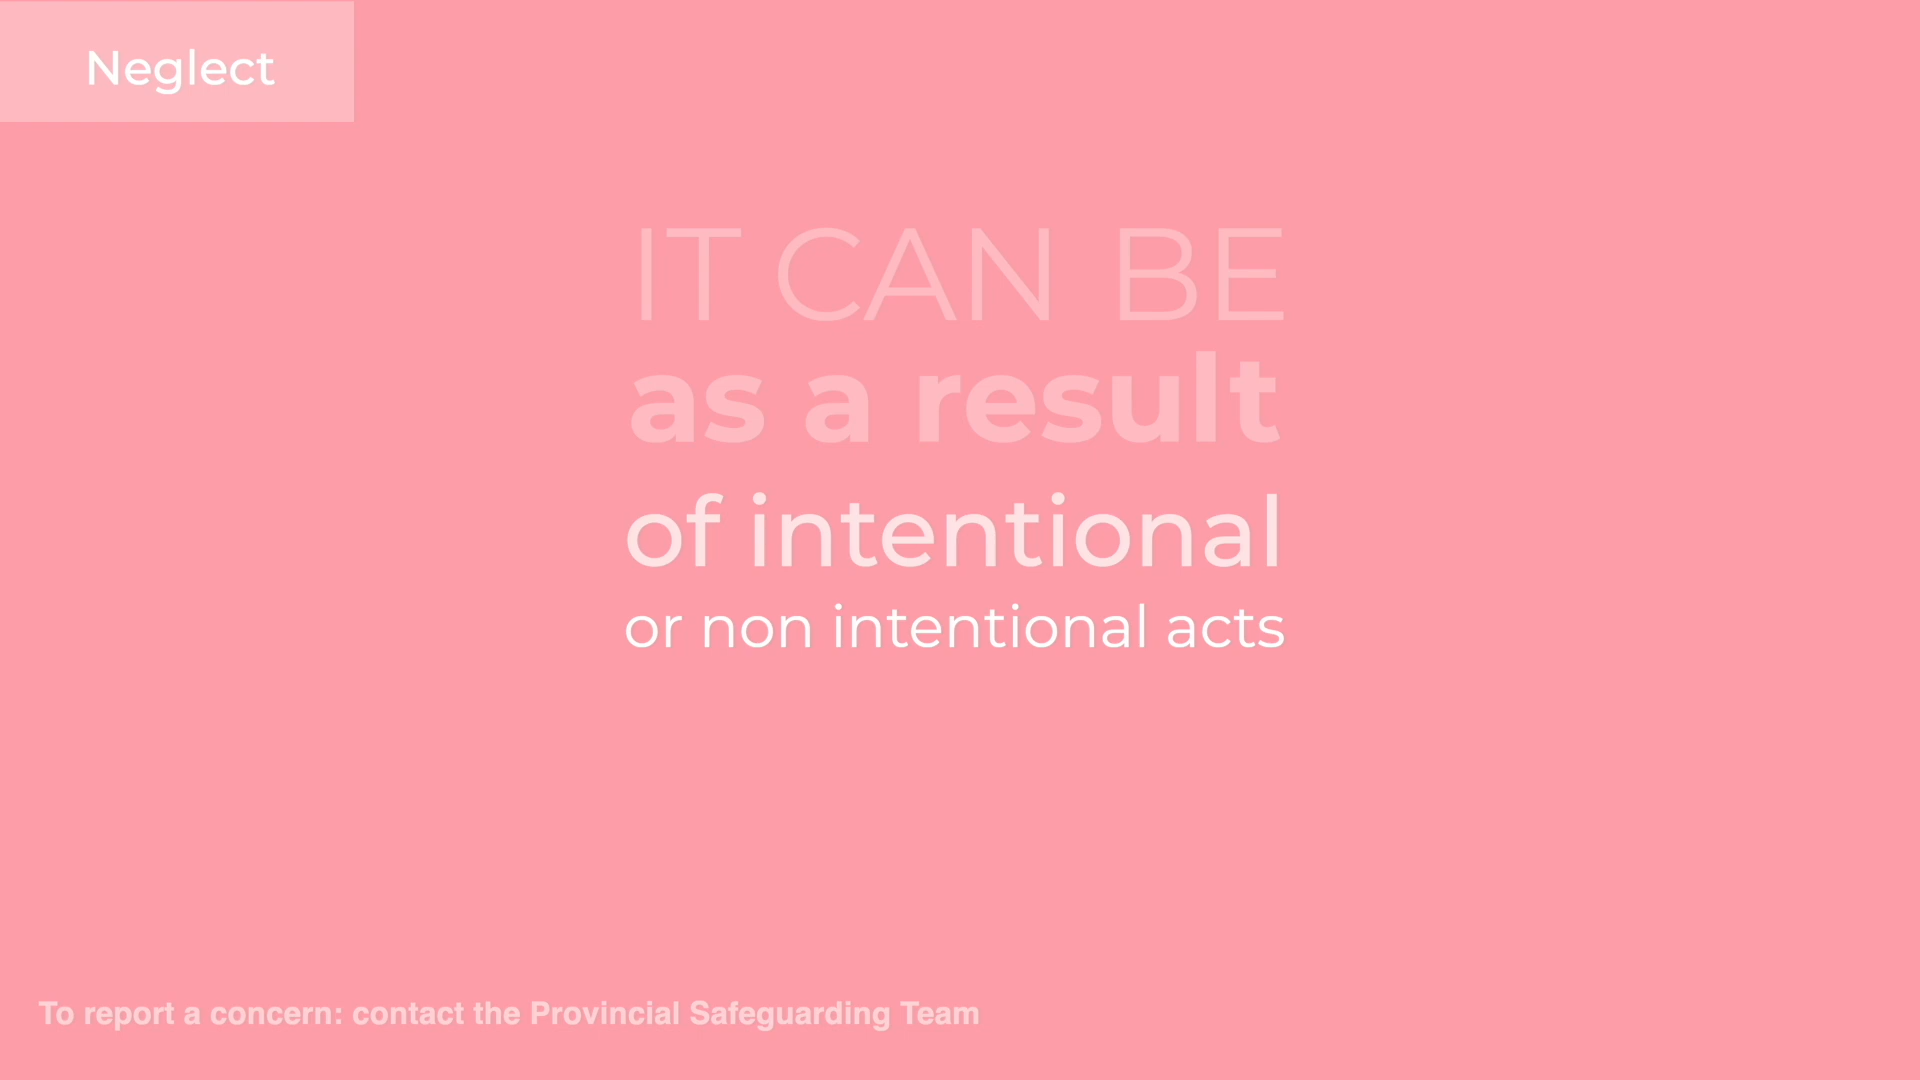 Neglect
IT CAN BE
as a result
of intentional
or non intentional acts
To report a concern: contact the Provincial Safeguarding Team